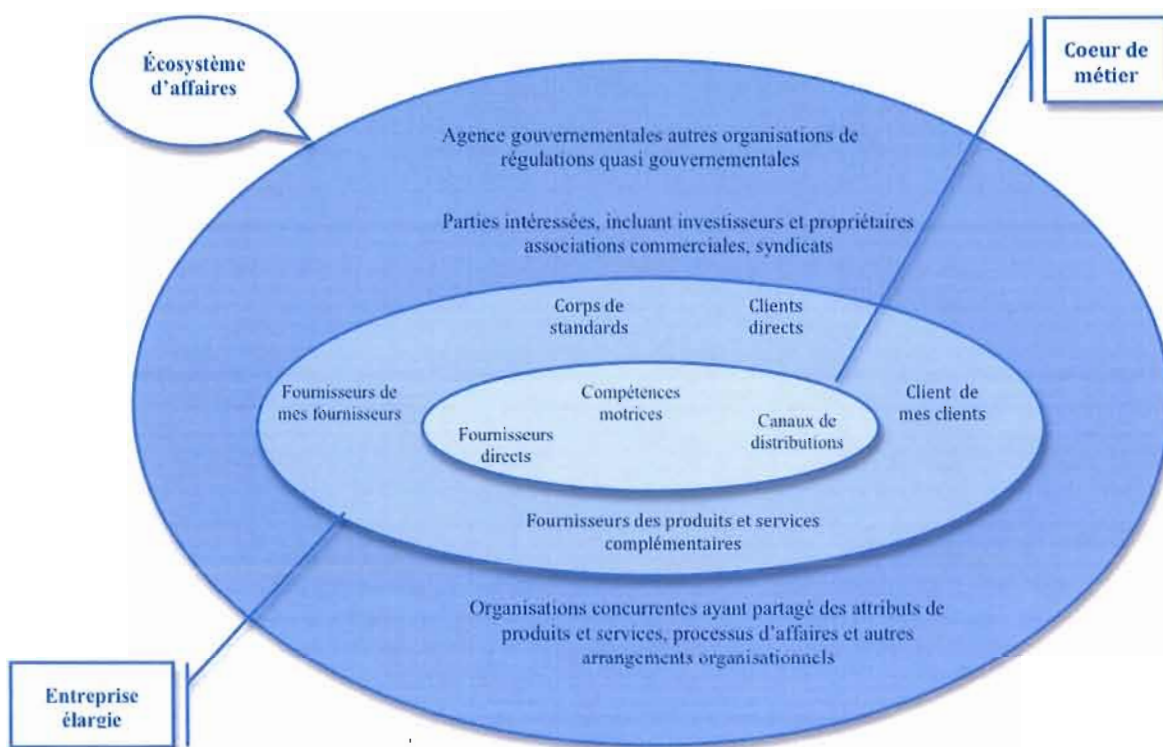 Écosystème
d'affaires
Coeur de
métier
Agence gouvernementales autres organisations de
régulations quasi gouvernementales
Parties intéressées, incluant investisseurs et propriétaires
associations commerciales, syndicats
Corps de
standards
Clients
directs
Fournisseurs de
mes fournisseurs
Compétences
motrices
Client de
mes clients
Fournisseurs
directs
Canaux de
distributions
Fournisseurs des produits et services
complémentaires
Organisations concurrentes ayant partagé des attributs de
produits et services, processus d'affaires et autres
arrangements organisationnels
Entreprise
élargie